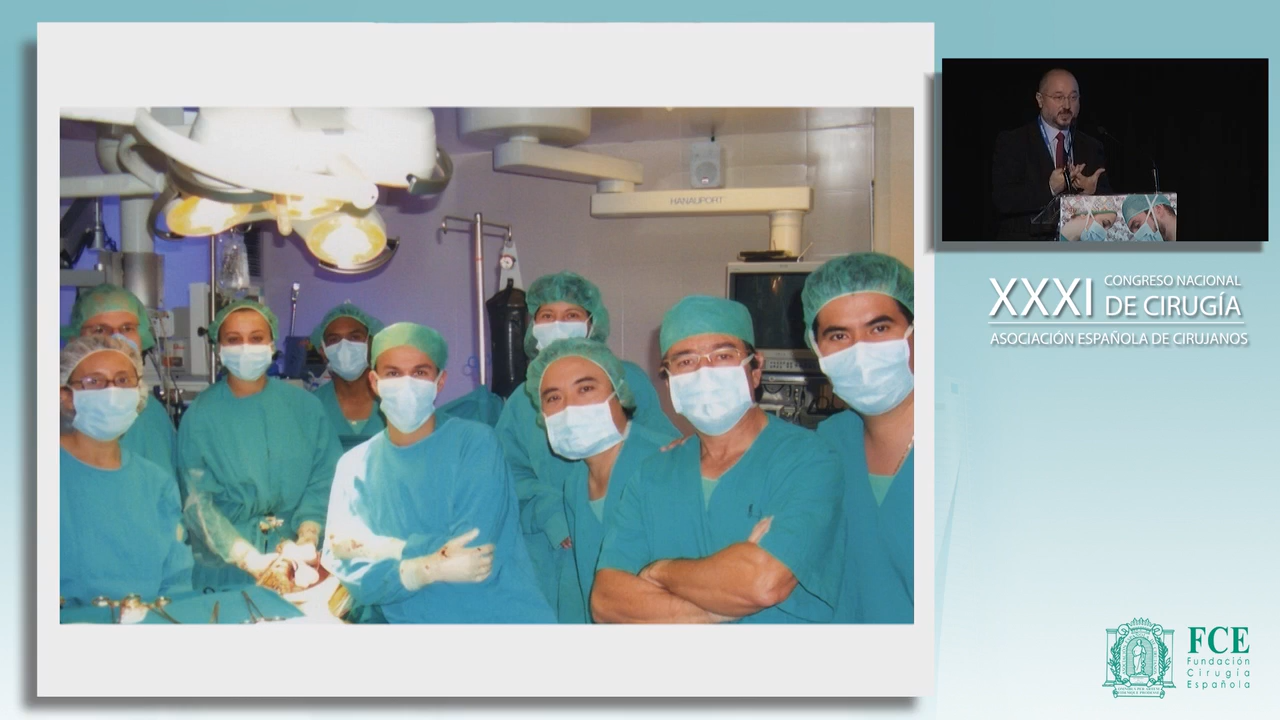 HANAUPORT
XXXI CONGRESO NACIONAL
DE CIRUGÍA
ASOCIACIÓN ESPAÑOLA DE CIRUJANOS
FCE
Fundación
Cirugía
Española